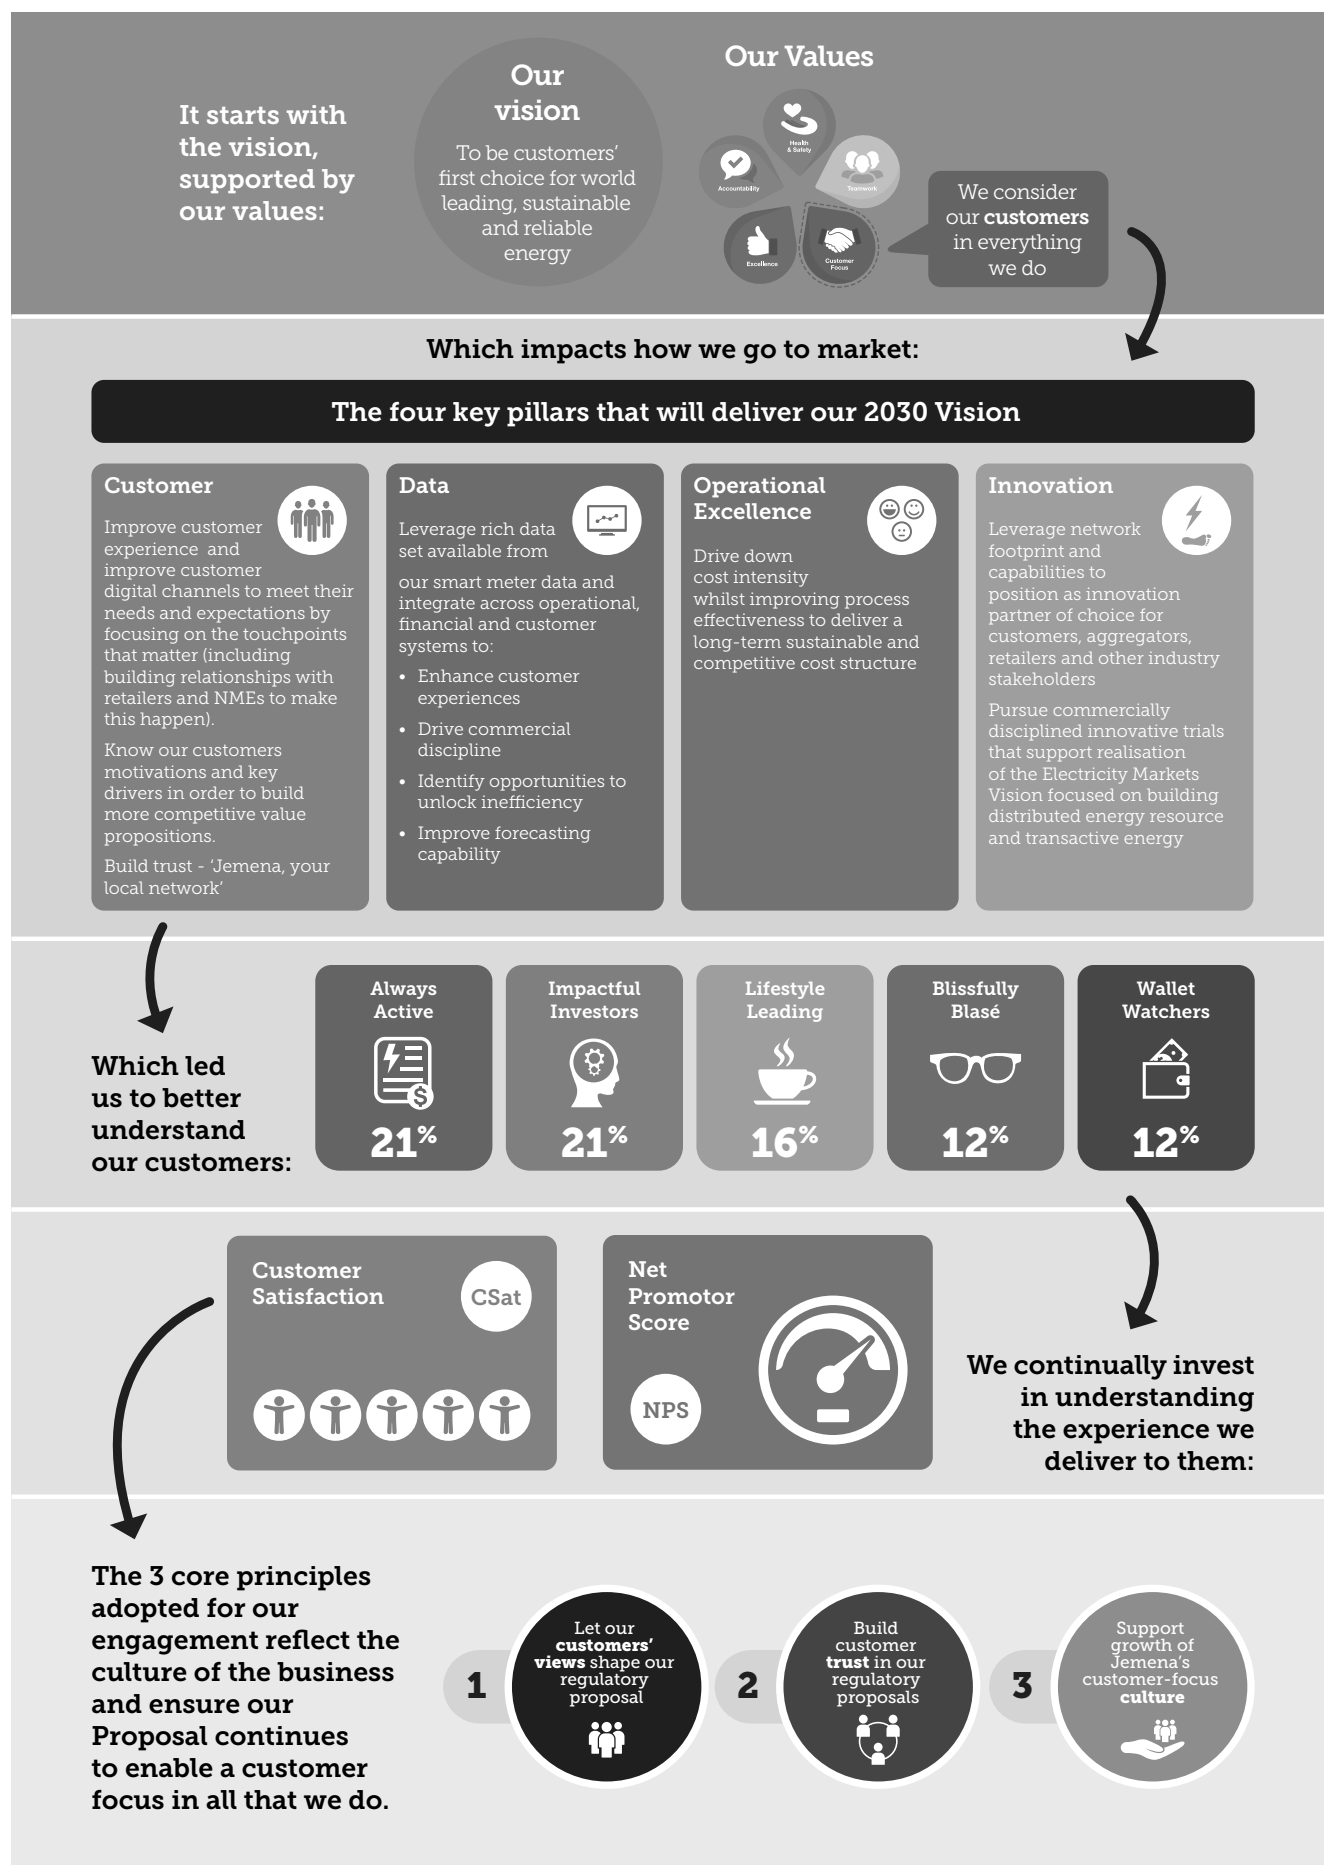 It starts with
the vision,
supported by
our values:
Our
vision
To be customers'
first choice for world
leading, sustainable
and reliable
energy
Our Values
Health
& Safety
Accountability
Teamwork
Excellence
Customer
Focus
We consider
our customers
in everything
we do
Which impacts how we go to market:
The four key pillars that will deliver our 2030 Vision
Customer
Improve customer
experience and
improve customer
digital channels to meet their
needs and expectations by
focusing on the touchpoints
that matter (including
building relationships with
retailers and NMEs to make
this happen).
Know our customers
motivations and key
drivers in order to build
more competitive value
propositions.
Build trust - 'Jemena, your
local network'
Data
Leverage rich data
set available from
our smart meter data and
integrate across operational,
financial and customer
systems to:
• Enhance customer
experiences
• Drive commercial
discipline
• Identify opportunities to
unlock inefficiency
• Improve forecasting
capability
Operational
Excellence
Drive down
cost intensity
whilst improving process
effectiveness to deliver a
long-term sustainable and
competitive cost structure
Innovation
Leverage network
footprint and
capabilities to
position as innovation
partner of choice for
customers, aggregators,
retailers and other industry
stakeholders
Pursue commercially
disciplined innovative trials
that support realisation
of the Electricity Markets
Vision focused on building
distributed energy resource
and transactive energy
Which led
us to better
understand
our customers:
Always
Active
$
21%
Impactful
Investors
21%
Lifestyle
Leading
16%
Blissfully
Blasé
12%
Wallet
Watchers
12%
Customer
Satisfaction
CSat
Net
Promotor
Score
NPS
We continually invest
in understanding
the experience we
deliver to them:
The 3 core principles
adopted for our
engagement reflect the
culture of the business
and ensure our
Proposal continues
to enable a customer
focus in all that we do.
1
Let our
customers'
views shape our
regulatory
proposal
2
Build
customer
trust in our
regulatory
proposals
3
Support
growth of
Jemena's
customer-focus
culture